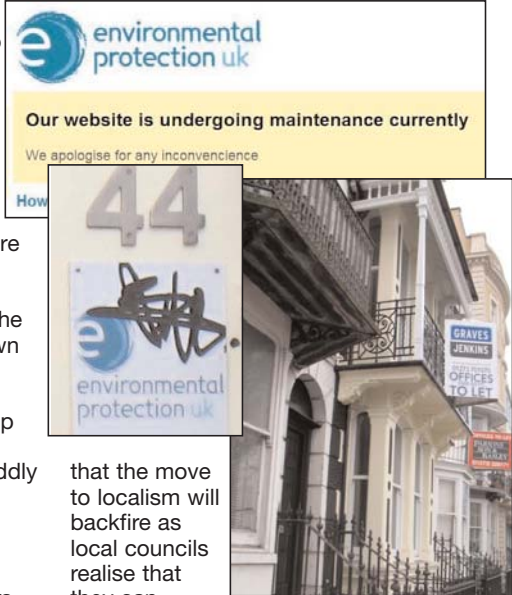 environmental
protection uk
Our website is undergoing maintenance currently
We apologise for any inconvencience
How
44
environmental
protection uk
GRAVES
JENKINS
OFFICES
TO LET
re
he
wn
p
ddly
that the move
to localism will
backfire as
local councils
realise that
they can